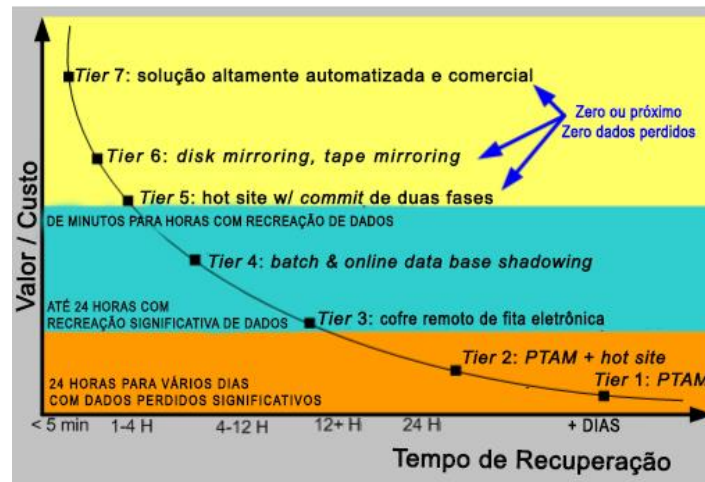 Valor / Custo
Tier 7: solução altamente automatizada e comercial
Zero ou próximo
Zero dados perdidos
Tier 6: disk mirroring, tape mirroring
Tier 5: hot site w/ commit de duas fases
DE MINUTOS PARA HORAS COM RECREAÇÃO DE DADOS
Tier 4: batch & online data base shadowing
ATÉ 24 HORAS COM
RECREAÇÃO SIGNIFICATIVA DE DADOS
Tier 3: cofre remoto de fita eletrônica
Tier 2: PTAM + hot site
Tier 1: PTAM
24 HORAS PARA VÁRIOS DIAS
COM DADOS PERDIDOS SIGNIFICATIVOS
< 5 min 1-4 H 4-12 H 12+ H 24 H + DIAS
Tempo de Recuperação